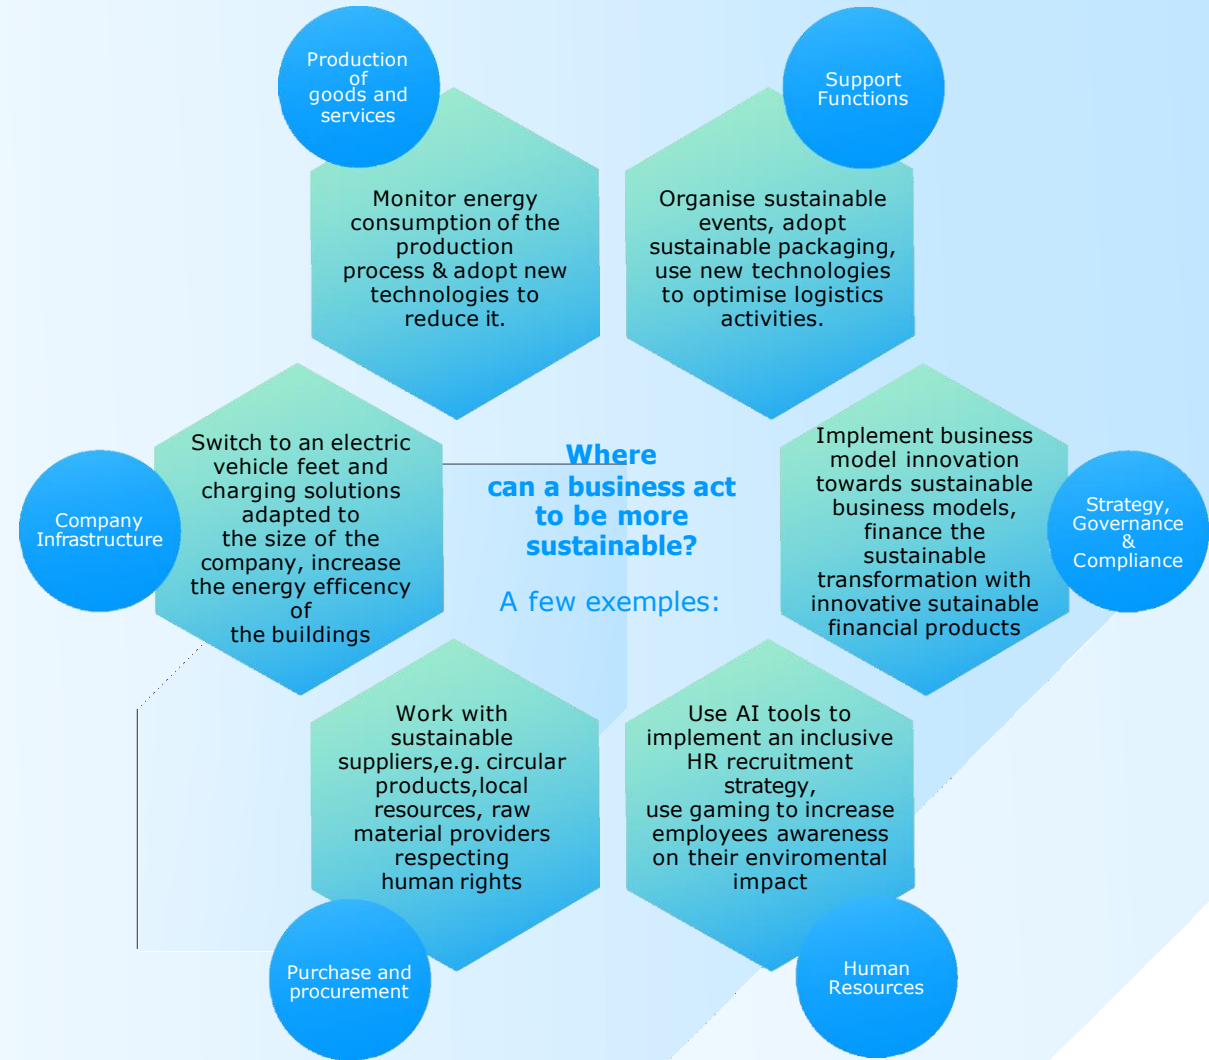 Production
of
goods and
services
Monitor energy
consumption of the
production
process & adopt new
technologies to
reduce it.
Support
Functions
Organise sustainable
events, adopt
sustainable packaging,
use new technologies
to optimise logistics
activities.
Company
Infrastructure
Switch to an electric
vehicle feet and
charging solutions
adapted to
the size of the
company, increase
the energy efficency
of
the buildings
Where
can a business act
to be more
sustainable?
A few exemples:
Implement business
model innovation
towards sustainable
business models,
finance the
sustainable
transformation with
innovative sutainable
financial products
Strategy,
Governance
&
Compliance
Work with
sustainable
suppliers,e.g. circular
products,local
resources, raw
material providers
respecting
human rights
Purchase and
procurement
Use AI tools to
implement an inclusive
HR recruitment
strategy,
use gaming to increase
employees awareness
on their enviromental
impact
Human
Resources